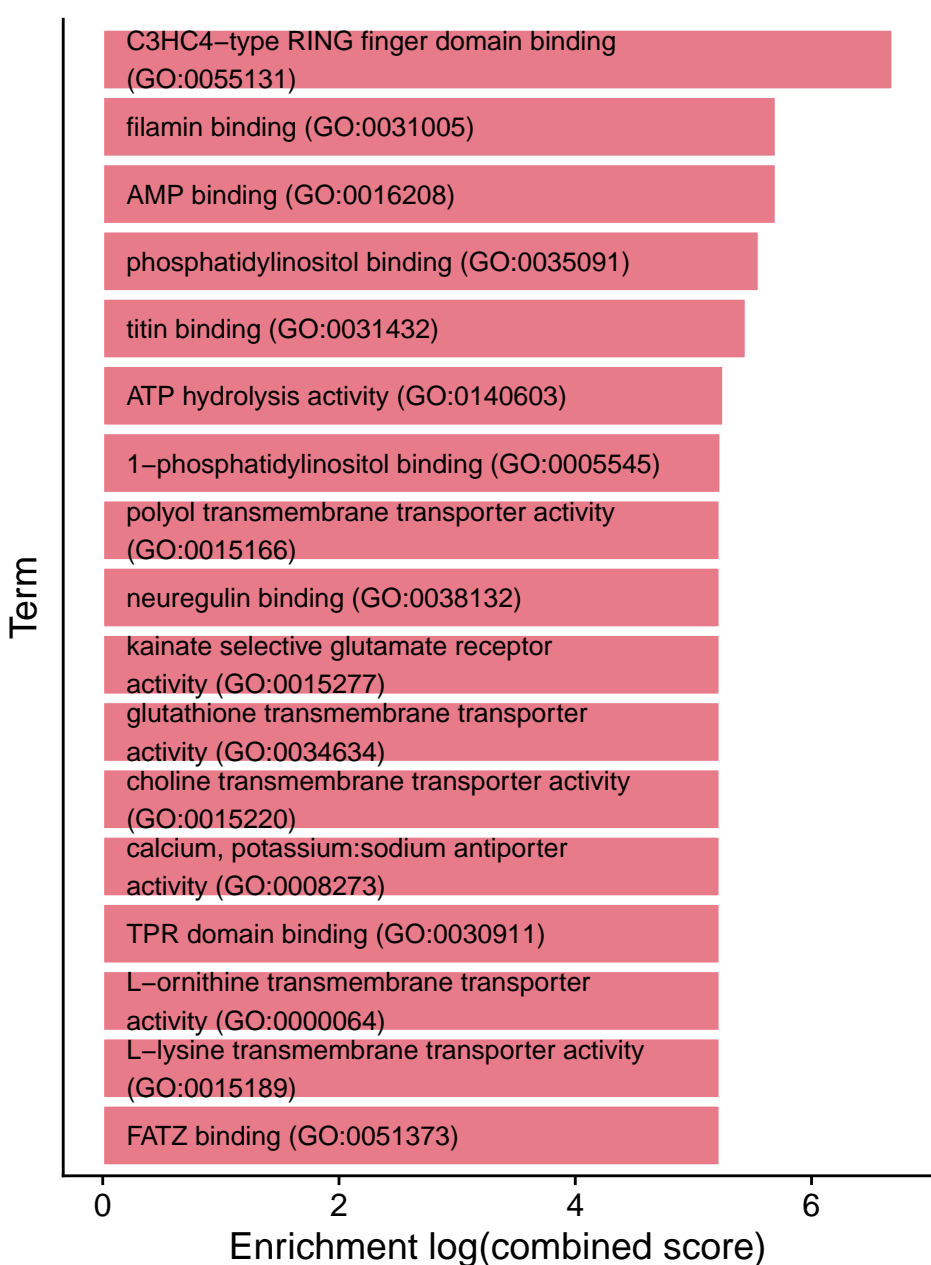 C3HC4−type RING finger domain binding
(GO:0055131)
filamin binding (GO:0031005)
AMP binding (GO:0016208)
phosphatidylinositol binding (GO:0035091)
titin binding (GO:0031432)
ATP hydrolysis activity (GO:0140603)
1−phosphatidylinositol binding (GO:0005545)
polyol transmembrane transporter activity
(GO:0015166)
neuregulin binding (GO:0038132)
kainate selective glutamate receptor
activity (GO:0015277)
glutathione transmembrane transporter
activity (GO:0034634)
choline transmembrane transporter activity
(GO:0015220)
calcium, potassium:sodium antiporter
activity (GO:0008273)
TPR domain binding (GO:0030911)
L−ornithine transmembrane transporter
activity (GO:0000064)
L−lysine transmembrane transporter activity
(GO:0015189)
FATZ binding (GO:0051373)
Term
0 2 4 6
Enrichment log(combined score)